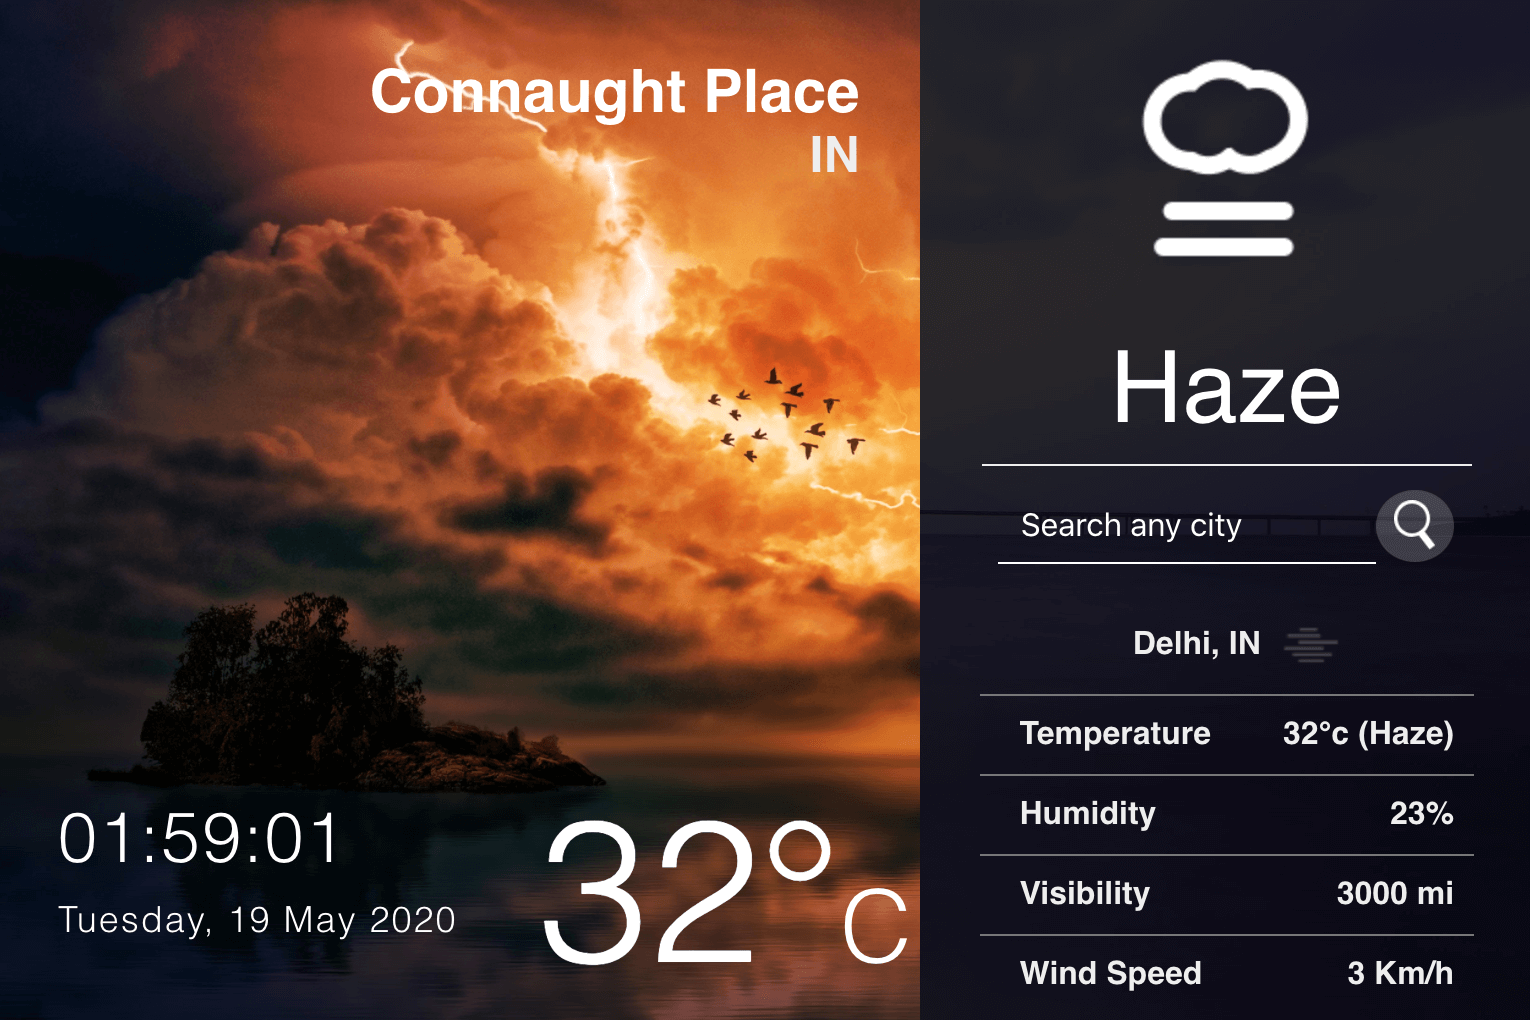 Connaught Place
IN
01:59:01
Tuesday, 19 May 2020
32°c
Haze
Search any city
Delhi, IN
Temperature 32°c (Haze)
Humidity 23%
Visibility 3000 mi
Wind Speed 3 Km/h